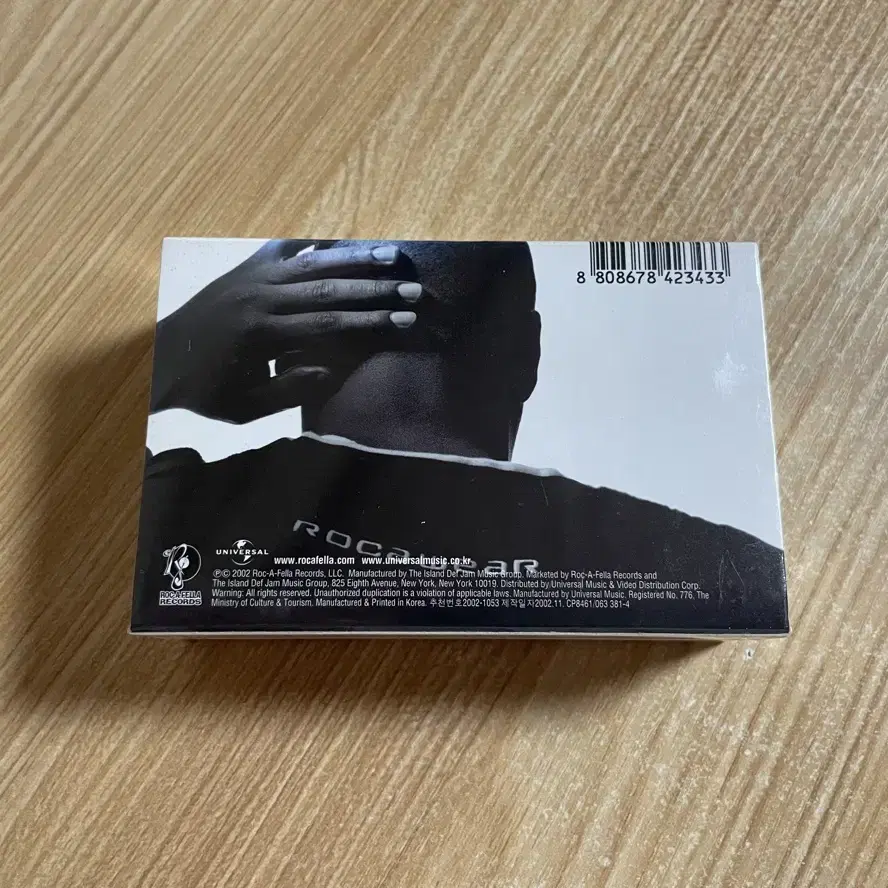 8 808678 423433
ROCAWEAR
ROC-A-FELLA
RECORDS
UNIVERSAL
www.rocafella.com www.universalmusic.co.kr
℗© 2002 Roc-A-Fella Records, LLC. Manufactured by The Island Def Jam Music Group. Marketed by Roc-A-Fella Records and
The Island Def Jam Music Group, 825 Eighth Avenue, New York, New York 10019. Distributed by Universal Music & Video Distribution Corp.
Warning: All rights reserved. Unauthorized duplication is a violation of applicable laws. Manufactured by Universal Music. Registered No. 776, The
Ministry of Culture & Tourism. Manufactured & Printed in Korea. 추천번호2002-1053 제작일자2002.11. CP8461/063 381-4